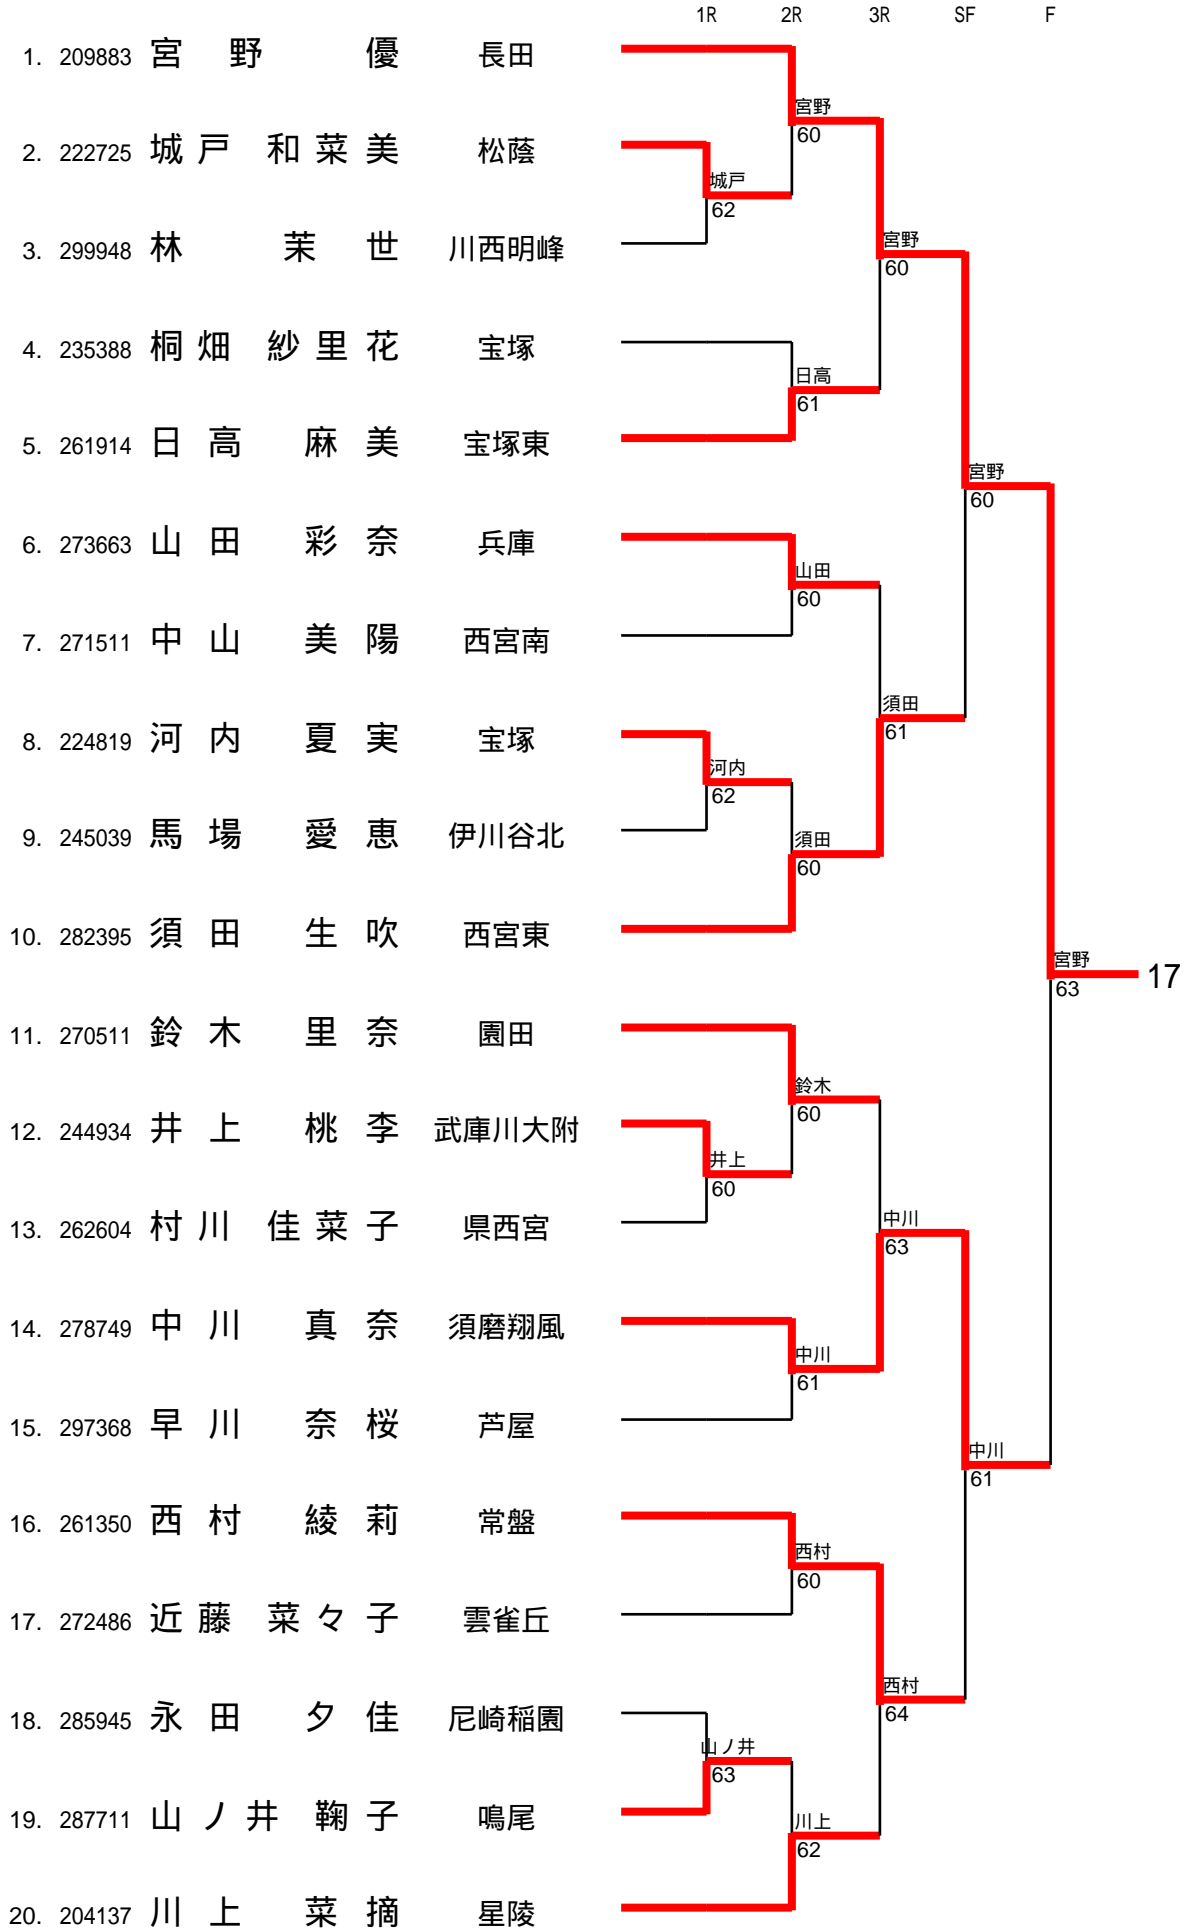 1R 2R 3R SF F
1. 209883 宮野 優 長田
宮野
60
2. 222725 城戸 和菜美 松蔭
城戸
62
3. 299948 林 茉世 川西明峰
宮野
60
4. 235388 桐畑 紗里花 宝塚
日高
61
5. 261914 日高 麻美 宝塚東
宮野
60
6. 273663 山田 彩奈 兵庫
山田
60
7. 271511 中山 美陽 西宮南
須田
61
8. 224819 河内 夏実 宝塚
河内
62
9. 245039 馬場 愛恵 伊川谷北
須田
60
10. 282395 須田 生吹 西宮東
宮野
63
17
11. 270511 鈴木 里奈 園田
鈴木
60
12. 244934 井上 桃李 武庫川大附
井上
60
13. 262604 村川 佳菜子 県西宮
中川
63
14. 278749 中川 真奈 須磨翔風
中川
61
15. 297368 早川 奈桜 芦屋
中川
61
16. 261350 西村 綾莉 常盤
西村
60
17. 272486 近藤 菜々子 雲雀丘
西村
64
18. 285945 永田 夕佳 尼崎稲園
山ノ井
63
19. 287711 山ノ井 鞠子 鳴尾
川上
62
20. 204137 川上 菜摘 星陵